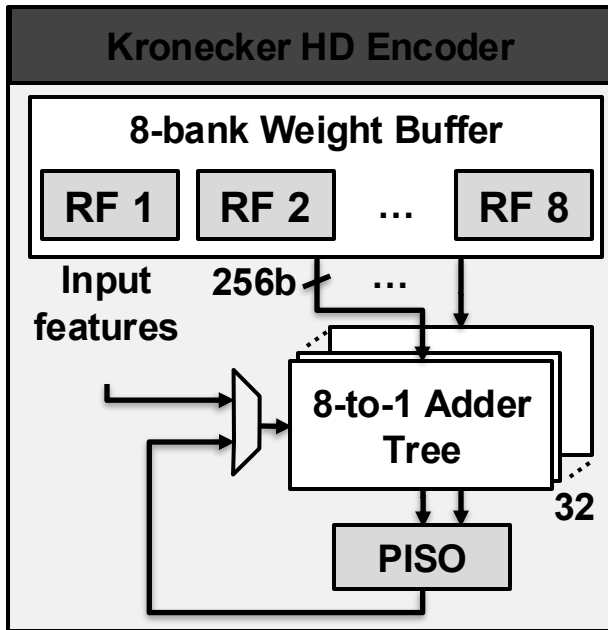 Kronecker HD Encoder
8-bank Weight Buffer
RF 1 RF 2 ... RF 8
Input
features
256b ...
8-to-1 Adder
Tree
32
PISO